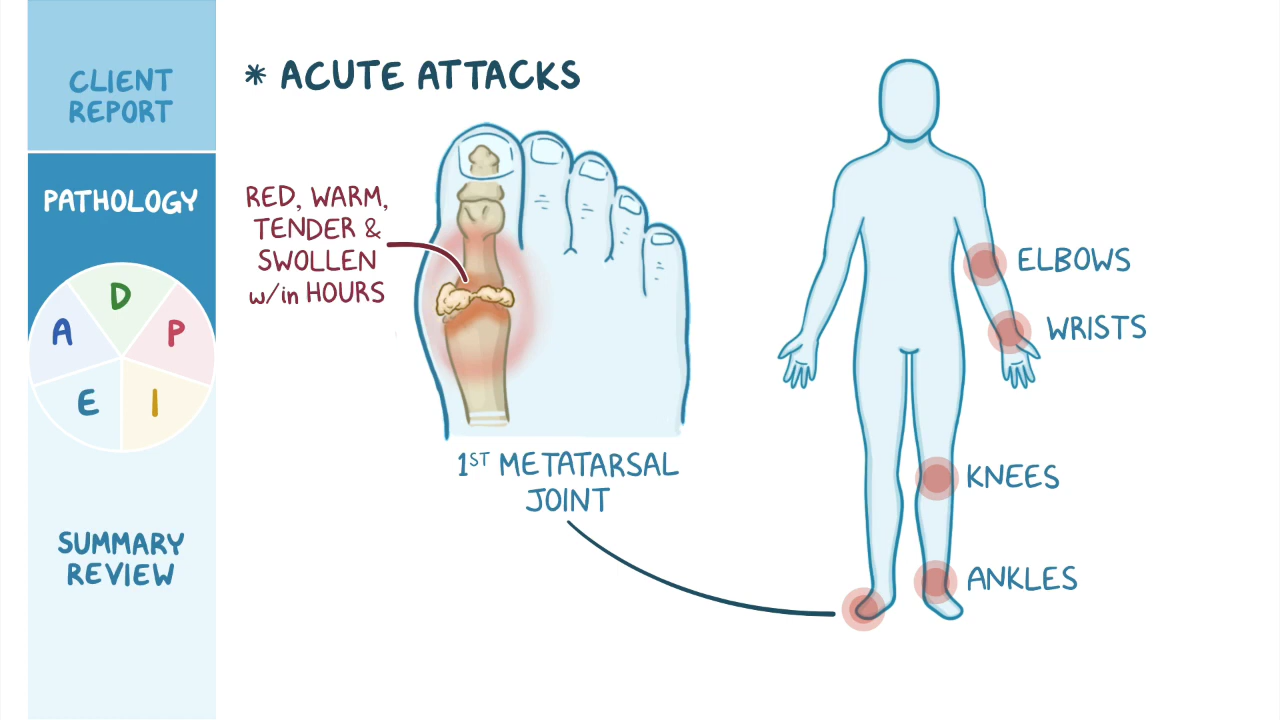 CLIENT
REPORT
PATHOLOGY
D
A
P
E
I
SUMMARY
REVIEW
* ACUTE ATTACKS
RED, WARM,
TENDER &
SWOLLEN
w/in HOURS
1ST METATARSAL
JOINT
ELBOWS
WRISTS
KNEES
ANKLES